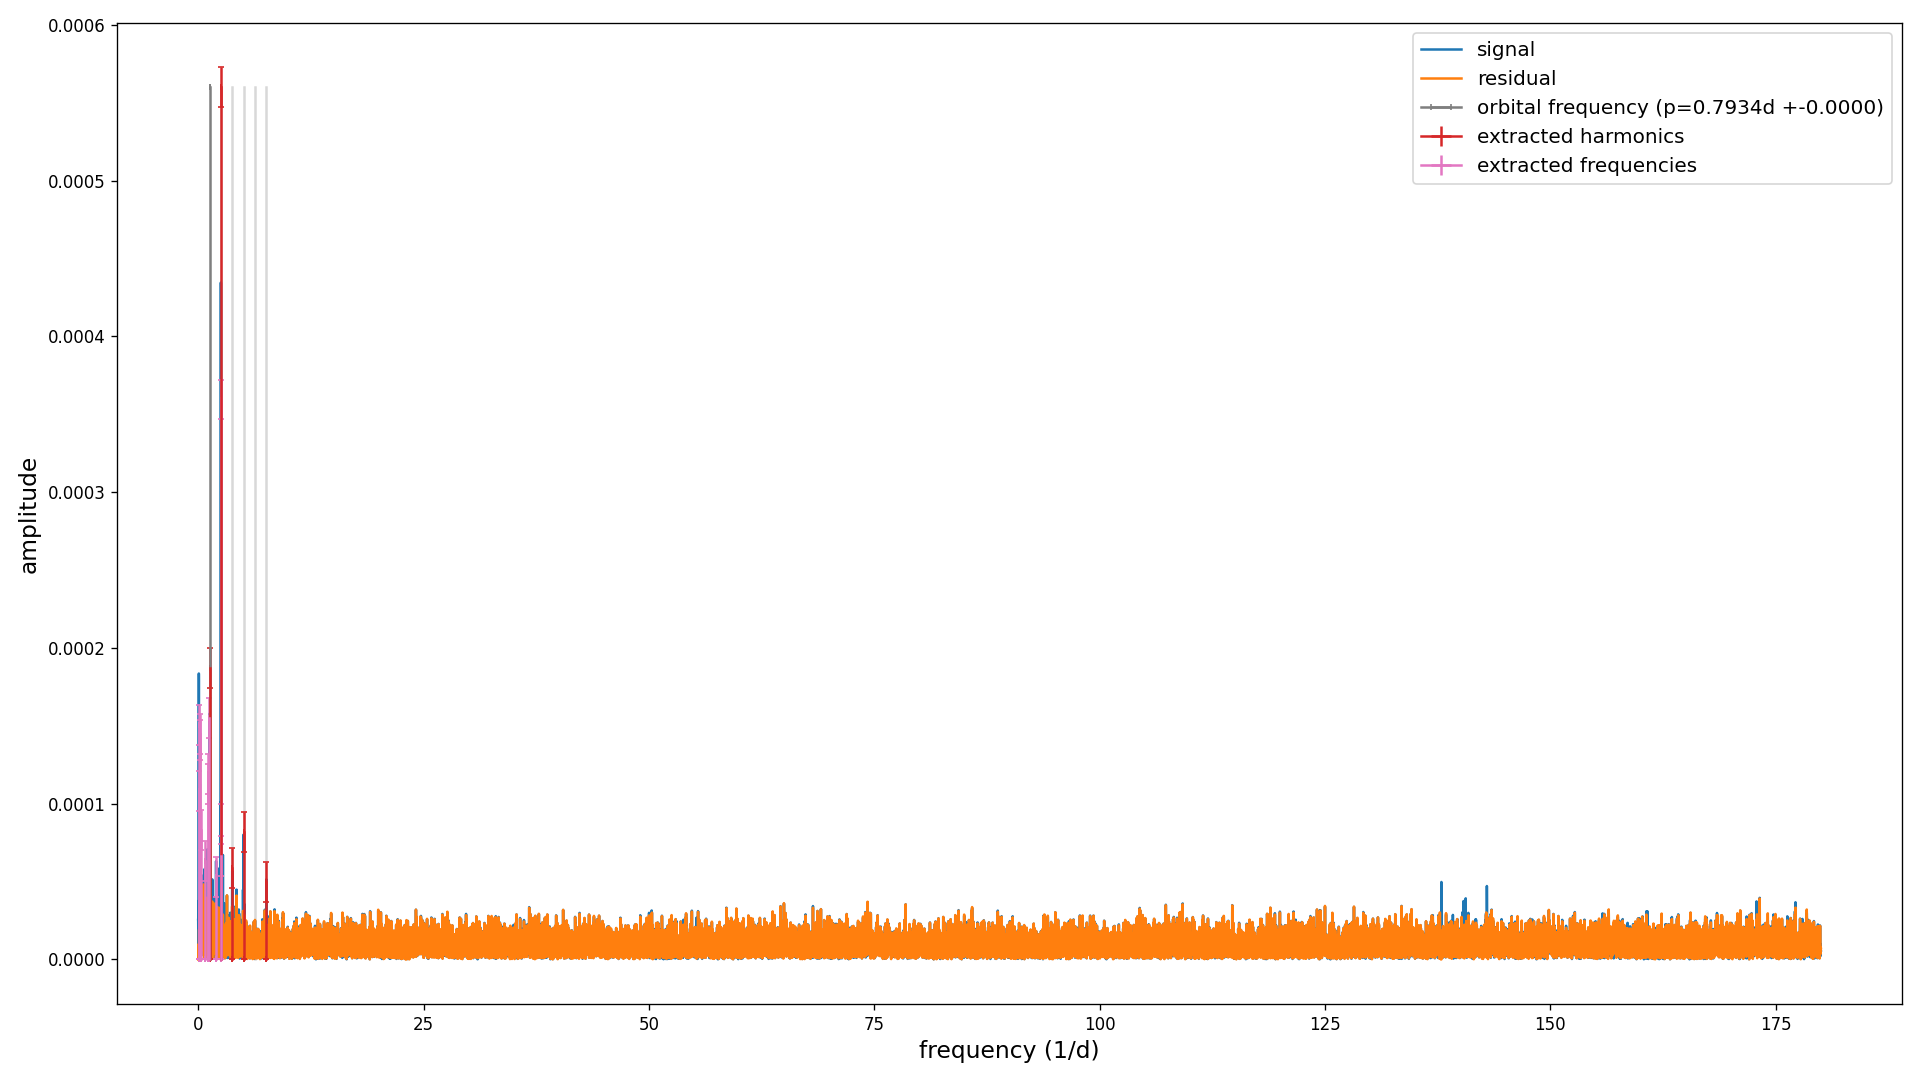 signal
residual
orbital frequency (p=0.7934d +-0.0000)
extracted harmonics
extracted frequencies
0.0006
0.0005
0.0004
0.0003
0.0002
0.0001
0.0000
amplitude
0 25 50 75 100 125 150 175
frequency (1/d)